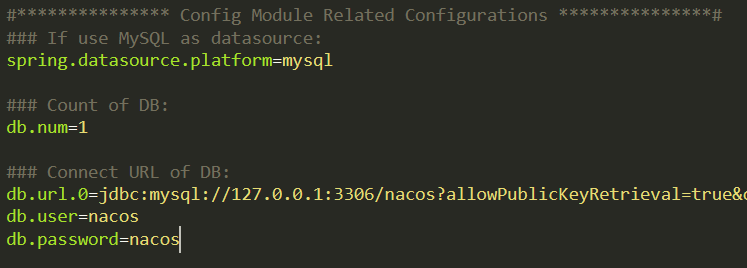 #*************** Config Module Related Configurations ***************#
### If use MySQL as datasource:
spring.datasource.platform=mysql
### Count of DB:
db.num=1
### Connect URL of DB:
db.url.0=jdbc:mysql://127.0.0.1:3306/nacos?allowPublicKeyRetrieval=true&
db.user=nacos
db.password=nacos